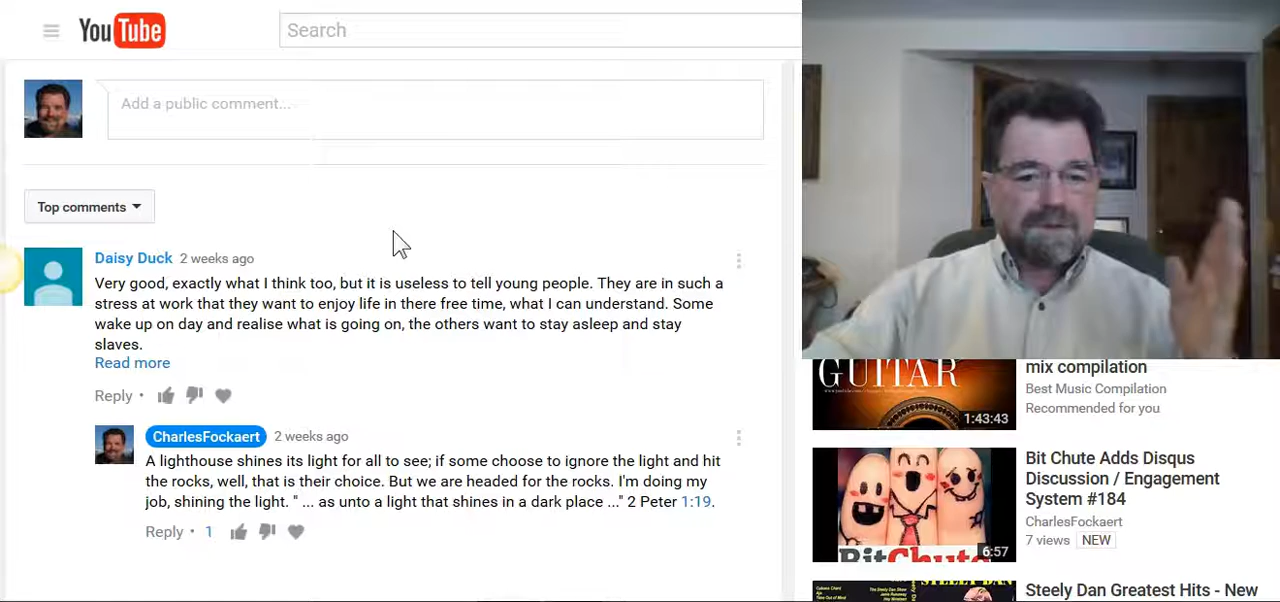 YouTube
Search
Add a public comment...
Top comments
Daisy Duck 2 weeks ago
Very good, exactly what I think too, but it is useless to tell young people. They are in such a
stress at work that they want to enjoy life in there free time, what I can understand. Some
wake up on day and realise what is going on, the others want to stay asleep and stay
slaves.
Read more
Reply •
CharlesFockaert 2 weeks ago
A lighthouse shines its light for all to see; if some choose to ignore the light and hit
the rocks, well, that is their choice. But we are headed for the rocks. I'm doing my
job, shining the light. " ... as unto a light that shines in a dark place ..." 2 Peter 1:19.
Reply • 1
GUITAR
1:43:43
mix compilation
Best Music Compilation
Recommended for you
BitChute
6:57
Bit Chute Adds Disqus
Discussion / Engagement
System #184
CharlesFockaert
7 views NEW
STEELY DAN
Steely Dan Greatest Hits - New